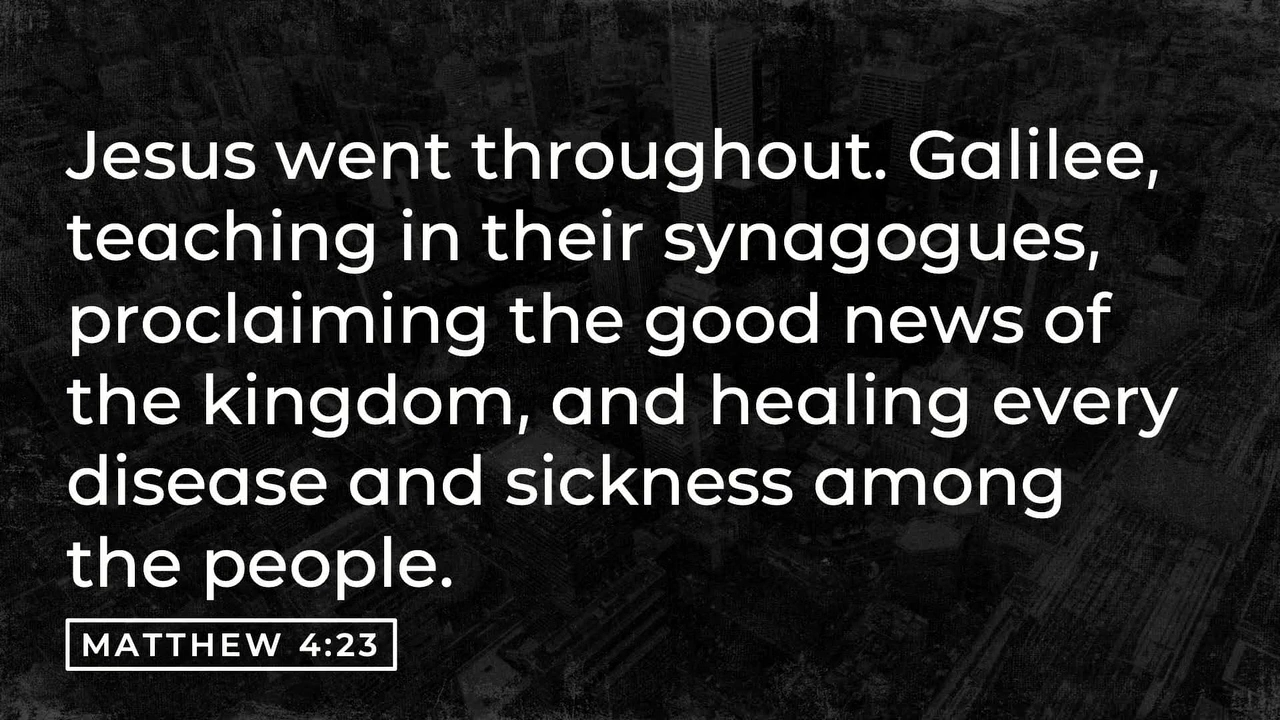 Jesus went throughout. Galilee,
teaching in their synagogues,
proclaiming the good news of
the kingdom, and healing every
disease and sickness among
the people.
MATTHEW 4:23